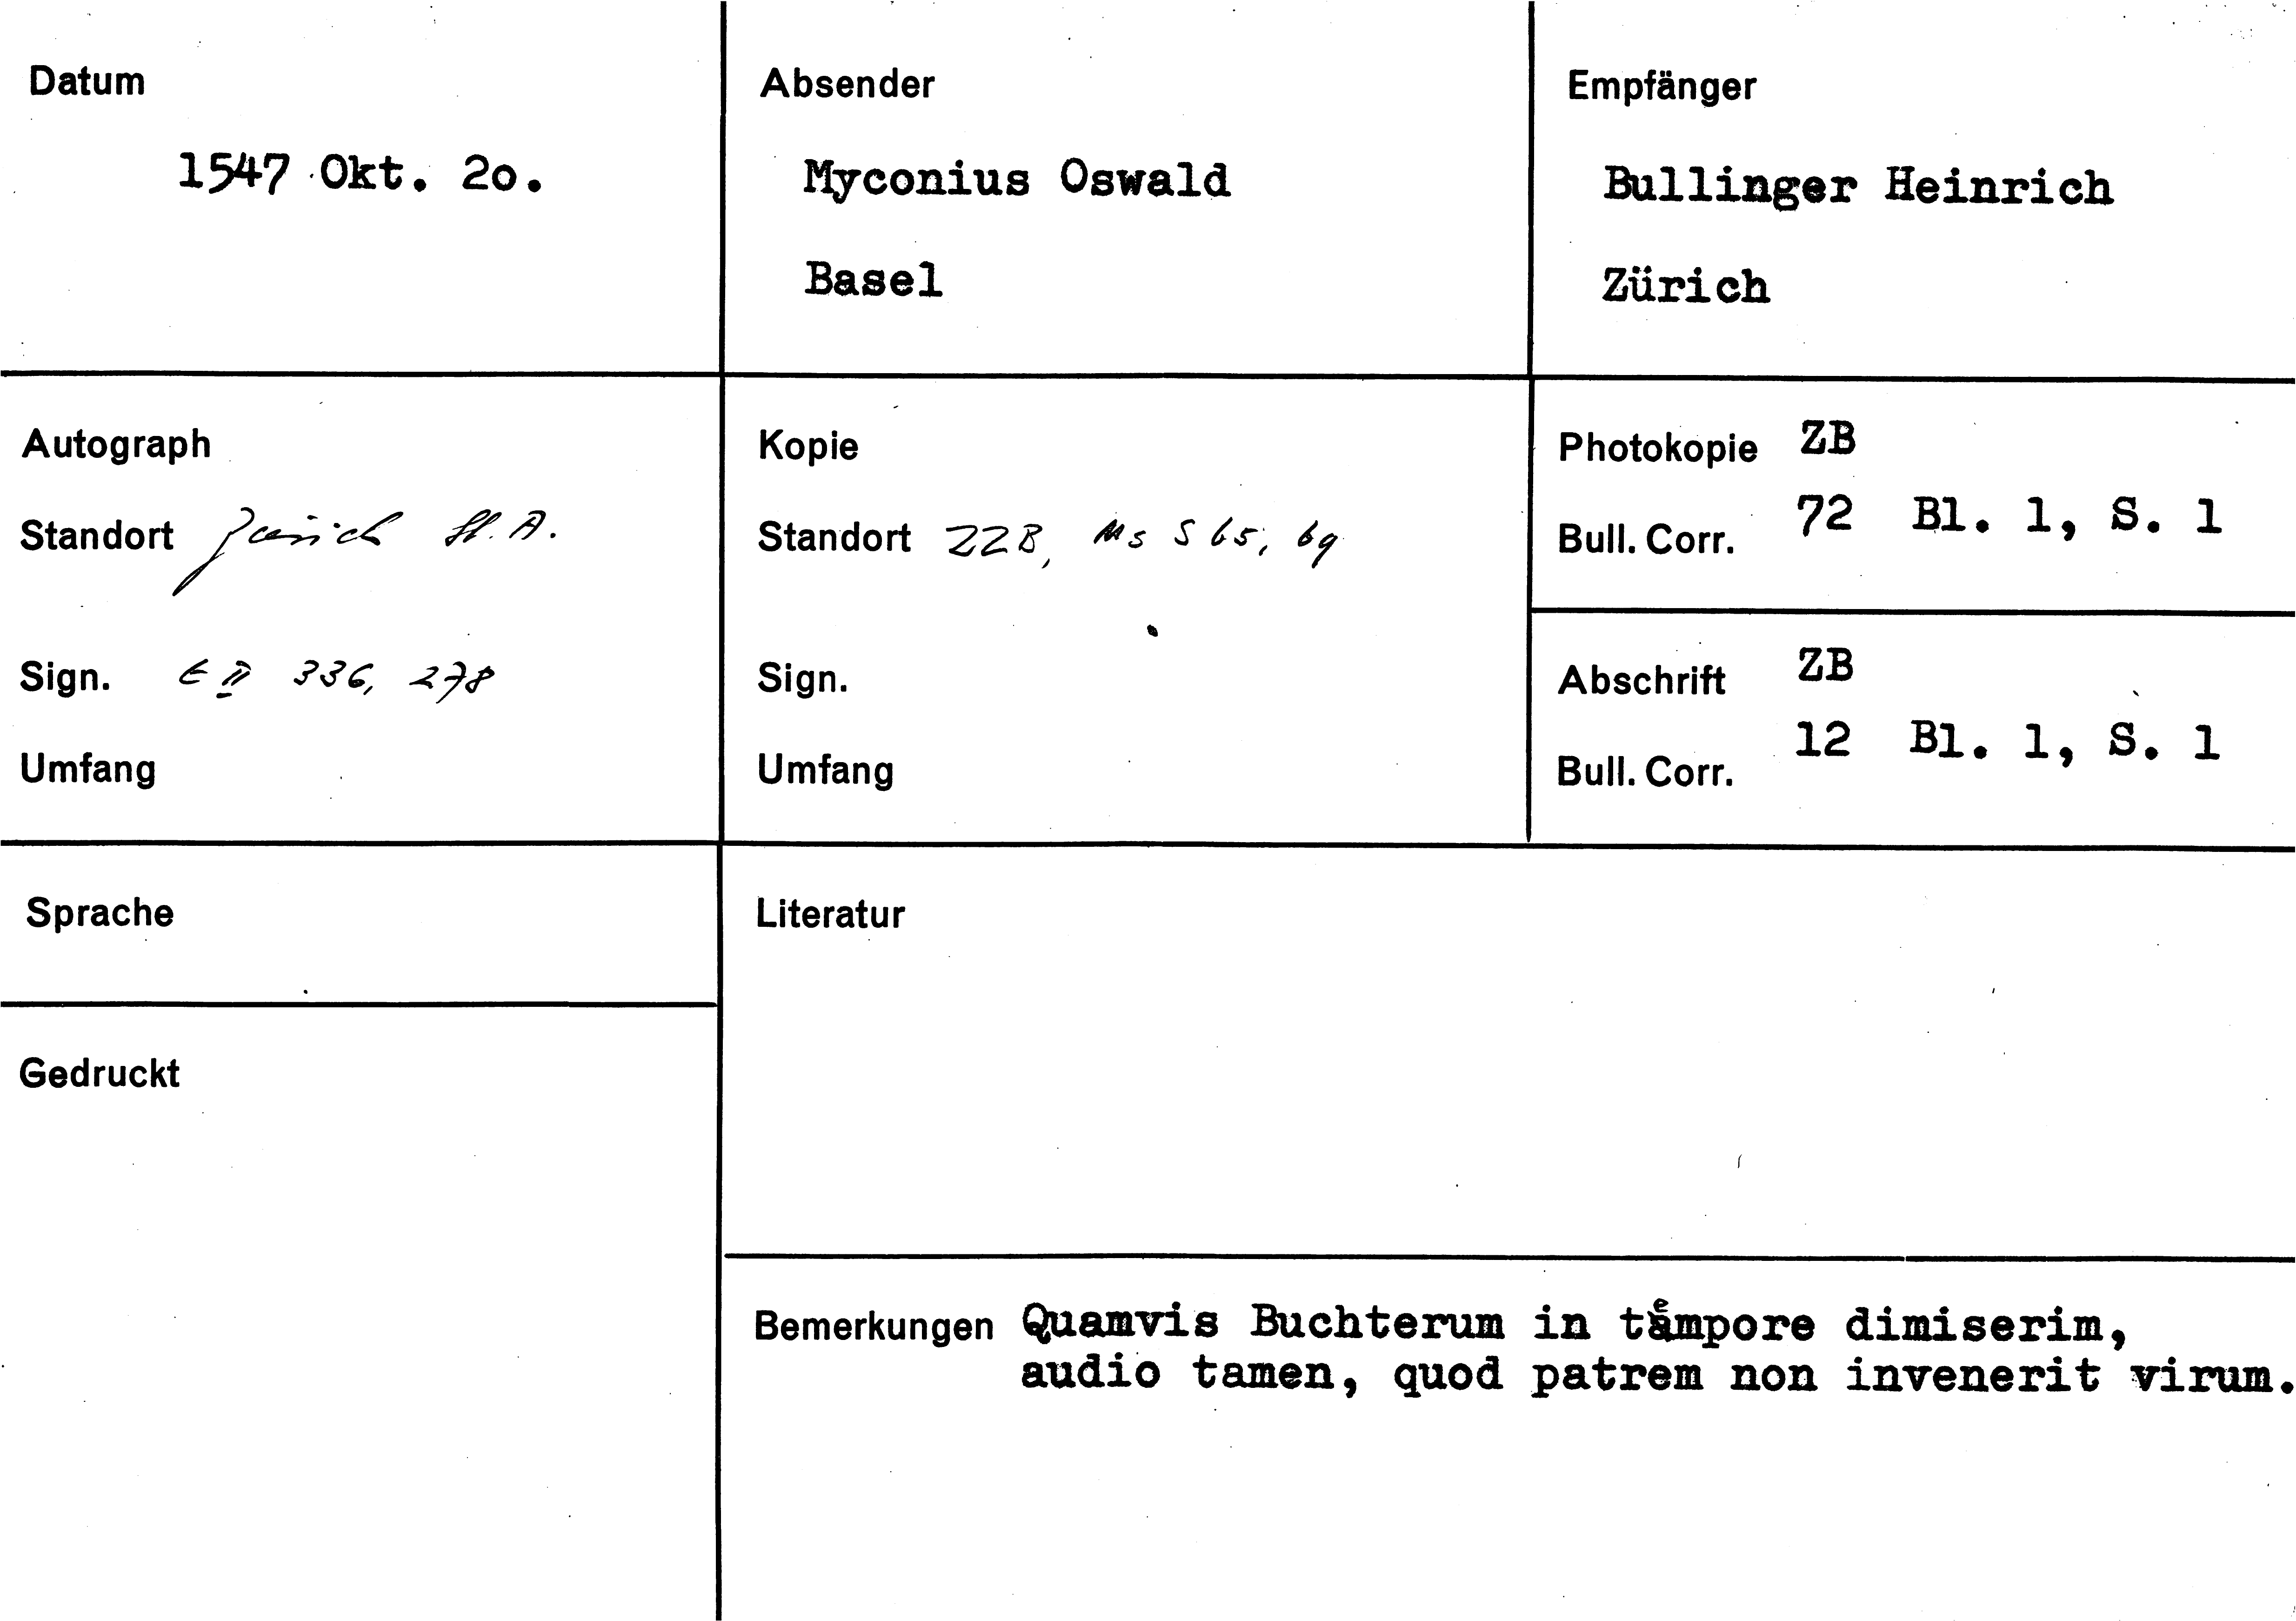 Datum
1547 Okt. 2o.
Absender
Myconius Oswald
Basel
Empfänger
Bullinger Heinrich
Zürich
Autograph
Standort Zürich St. A.
Sign. E II 336, 278
Umfang
Kopie
Standort ZZB, Ms S 65, 69
Sign.
Umfang
Photokopie ZB
Bull. Corr. 72 Bl. 1, S. 1
Abschrift ZB
Bull. Corr. 12 Bl. 1, S. 1
Sprache
Gedruckt
Literatur
Bemerkungen Quamvis Buchterum in tempore dimiserim,
audio tamen, quod patrem non invenerit virum.